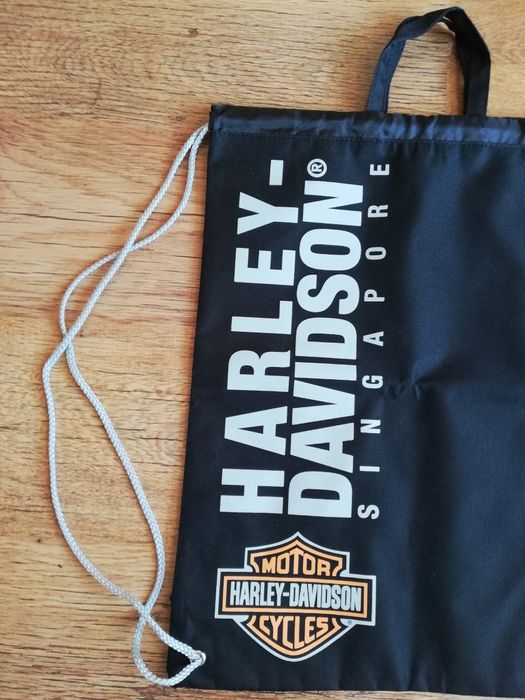 HARLEY-
DAVIDSON®
SINGAPORE
MOTOR
HARLEY-DAVIDSON
CYCLES
®